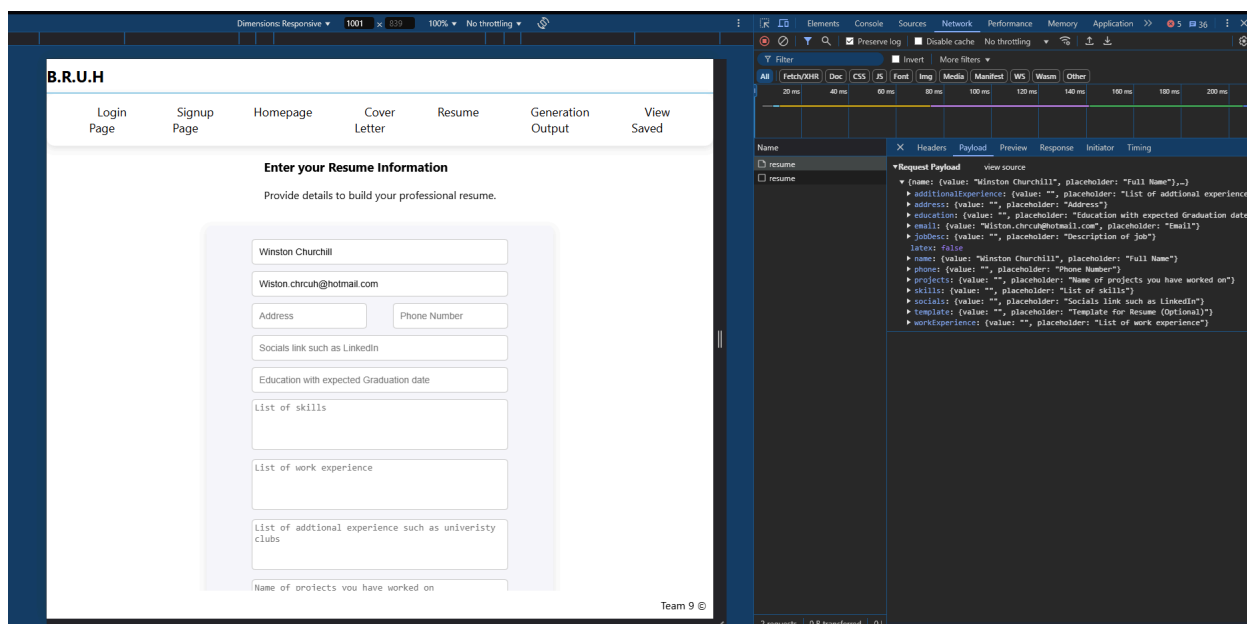 Dimensions: Responsive ▼ 1001 × 839 100% ▼ No throttling ▼
B.R.U.H
Login Page
Signup Page
Homepage
Cover Letter
Resume
Generation Output
View Saved
Enter your Resume Information
Provide details to build your professional resume.
Winston Churchill
Wiston.chrcuh@hotmail.com
Address
Phone Number
Socials link such as LinkedIn
Education with expected Graduation date
List of skills
List of work experience
List of addtional experience such as univeristy
clubs
Name of projects you have worked on
Team 9 ©
Elements Console Sources Network Performance Memory Application >> 5 36
Preserve log Disable cache No throttling ▼
Filter Invert More filters ▼
All Fetch/XHR Doc CSS JS Font Img Media Manifest WS Wasm Other
20 ms 40 ms 60 ms 80 ms 100 ms 120 ms 140 ms 160 ms 180 ms 200 ms
Name
resume
resume
Headers Payload Preview Response Initiator Timing
▼Request Payload view source
▼ {name: {value: "Winston Churchill", placeholder: "Full Name"},…}
▶ additionalExperience: {value: "", placeholder: "List of addtional experience
▶ address: {value: "", placeholder: "Address"}
▶ education: {value: "", placeholder: "Education with expected Graduation date
▶ email: {value: "Wiston.chrcuh@hotmail.com", placeholder: "Email"}
▶ jobDesc: {value: "", placeholder: "Description of job"}
latex: false
▶ name: {value: "Winston Churchill", placeholder: "Full Name"}
▶ phone: {value: "", placeholder: "Phone Number"}
▶ projects: {value: "", placeholder: "Name of projects you have worked on"}
▶ skills: {value: "", placeholder: "List of skills"}
▶ socials: {value: "", placeholder: "Socials link such as LinkedIn"}
▶ template: {value: "", placeholder: "Template for Resume (Optional)"}
▶ workExperience: {value: "", placeholder: "List of work experience"}
2 requests 0 B transferred